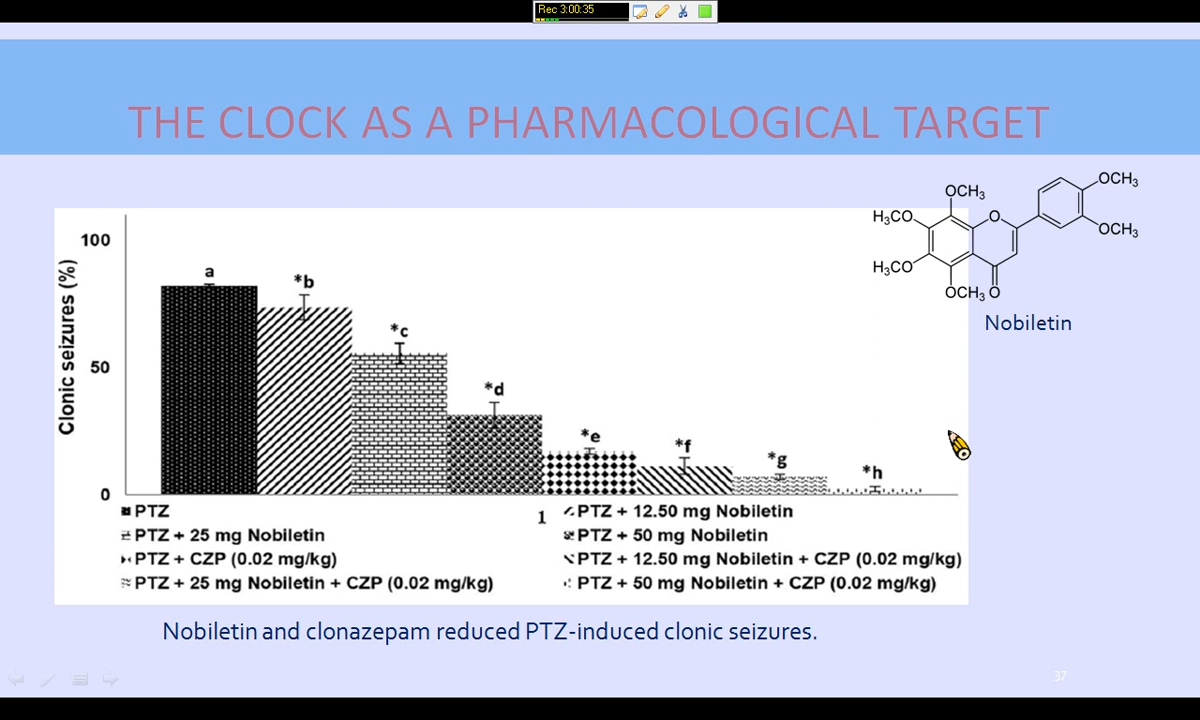 Rec 3:00:35
THE CLOCK AS A PHARMACOLOGICAL TARGET
OCH3
OCH3
H3CO
O
OCH3
H3CO
OCH3
O
Nobiletin
Clonic seizures (%)
100
50
0
a
*b
*c
*d
*e
*f
*g
*h
1
PTZ
PTZ + 12.50 mg Nobiletin
PTZ + 25 mg Nobiletin
PTZ + 50 mg Nobiletin
PTZ + CZP (0.02 mg/kg)
PTZ + 12.50 mg Nobiletin + CZP (0.02 mg/kg)
PTZ + 25 mg Nobiletin + CZP (0.02 mg/kg)
PTZ + 50 mg Nobiletin + CZP (0.02 mg/kg)
Nobiletin and clonazepam reduced PTZ-induced clonic seizures.
37